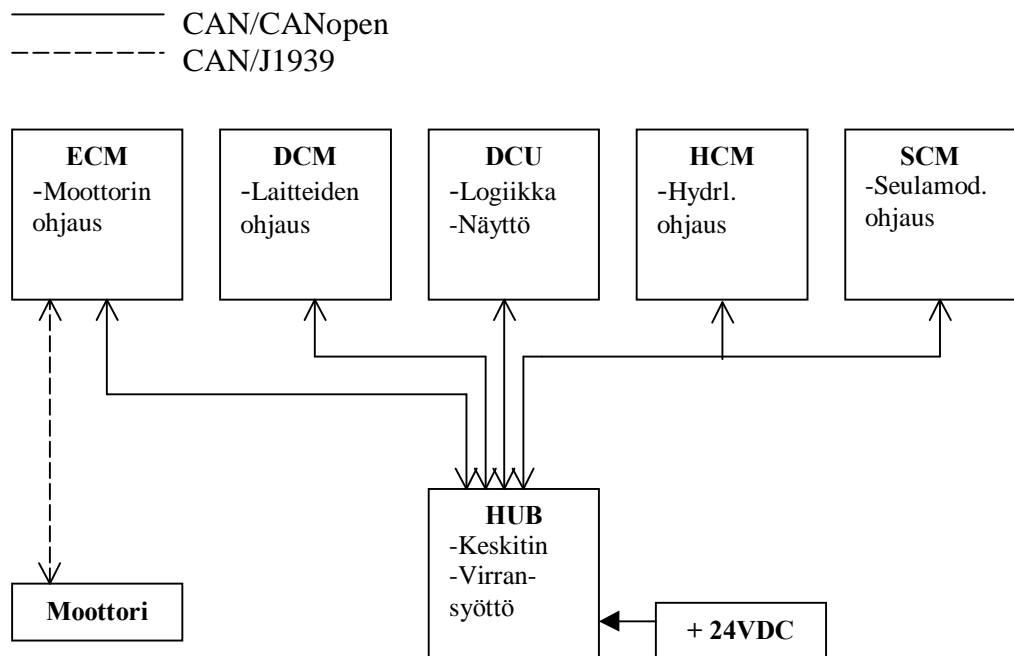 CAN/CANopen
CAN/J1939
ECM
-Moottorin
ohjaus
DCM
-Laitteiden
ohjaus
DCU
-Logiikka
-Näyttö
HCM
-Hydrl.
ohjaus
SCM
-Seulamod.
ohjaus
HUB
-Keskitin
-Virran-
syöttö
Moottori
+ 24VDC